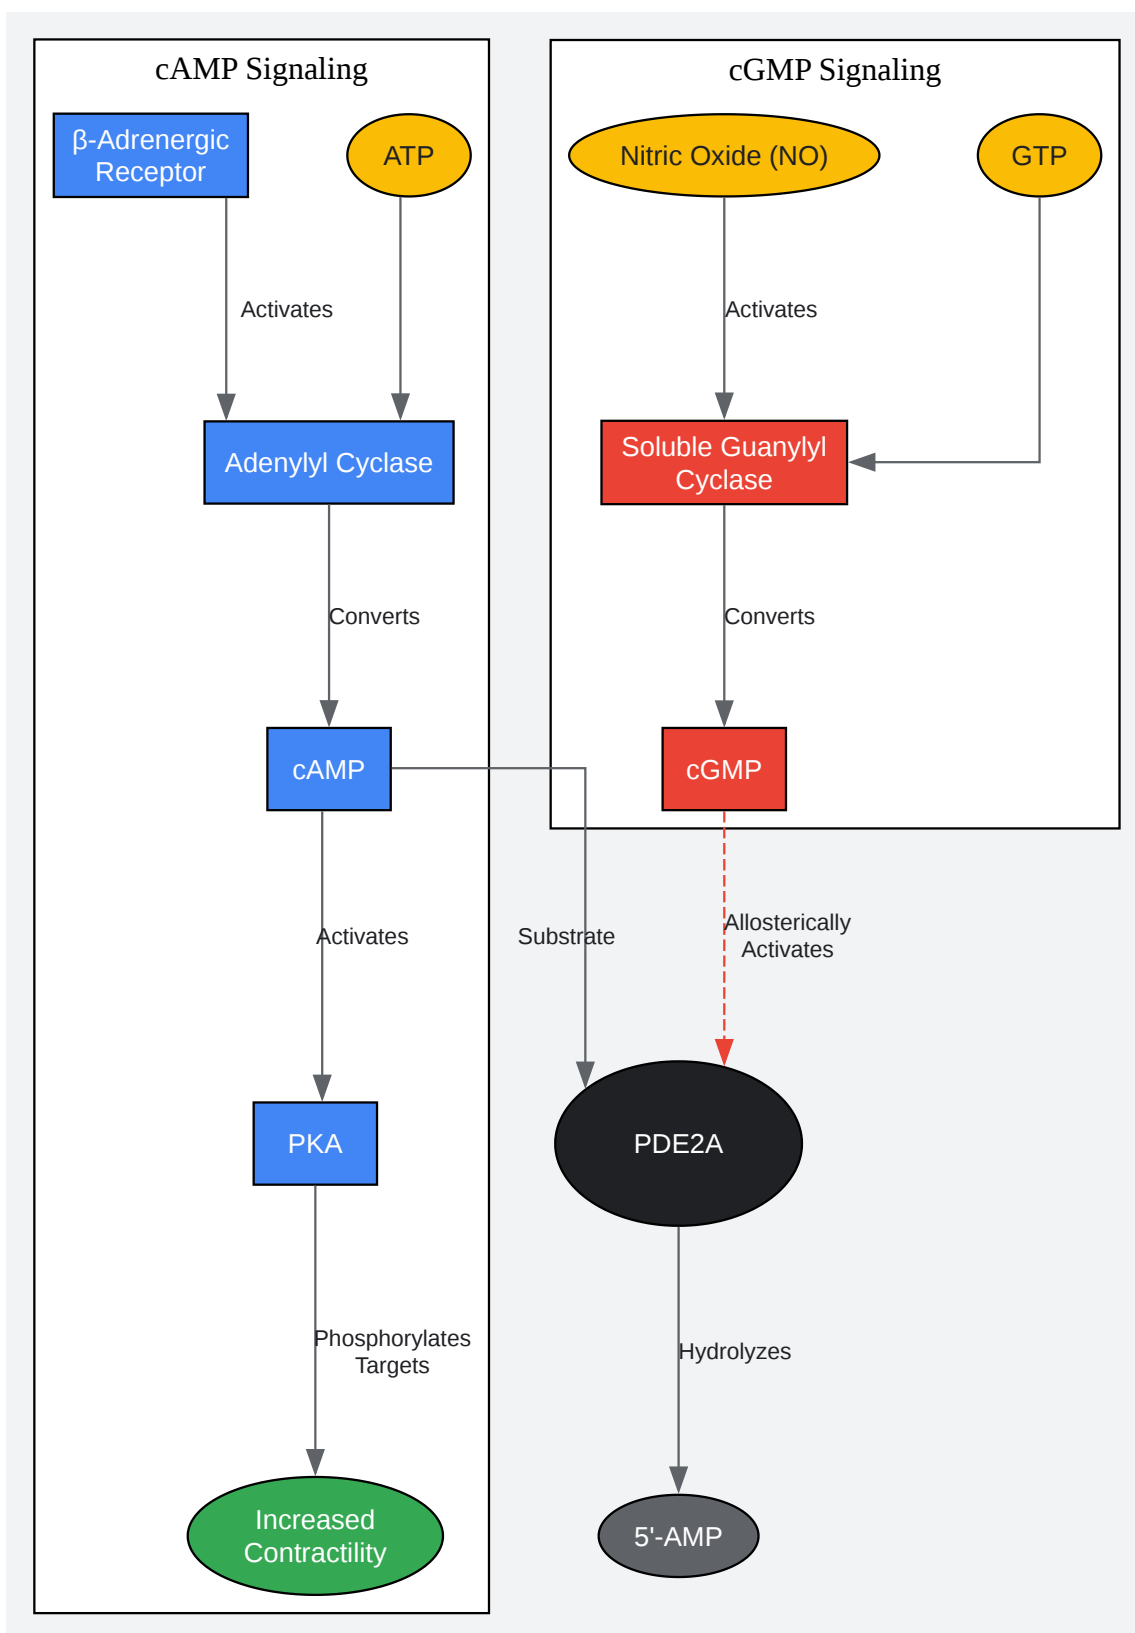 cAMP Signaling
cGMP Signaling
β-Adrenergic
Receptor
ATP
Nitric Oxide (NO)
GTP
Activates
Activates
Adenylyl Cyclase
Soluble Guanylyl
Cyclase
Converts
Converts
cAMP
cGMP
Activates
Substrate
Allosterically
Activates
PKA
PDE2A
Phosphorylates
Targets
Hydrolyzes
Increased
Contractility
5'-AMP